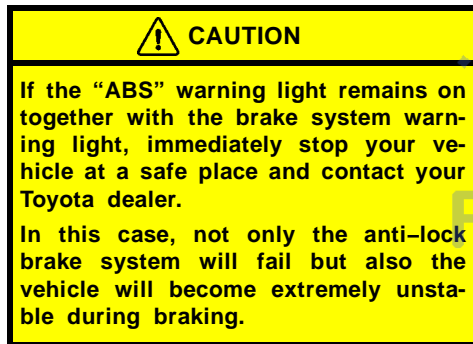 CAUTION
If the “ABS” warning light remains on
together with the brake system warn-
ing light, immediately stop your ve-
hicle at a safe place and contact your
Toyota dealer.
In this case, not only the anti–lock
brake system will fail but also the
vehicle will become extremely unsta-
ble during braking.